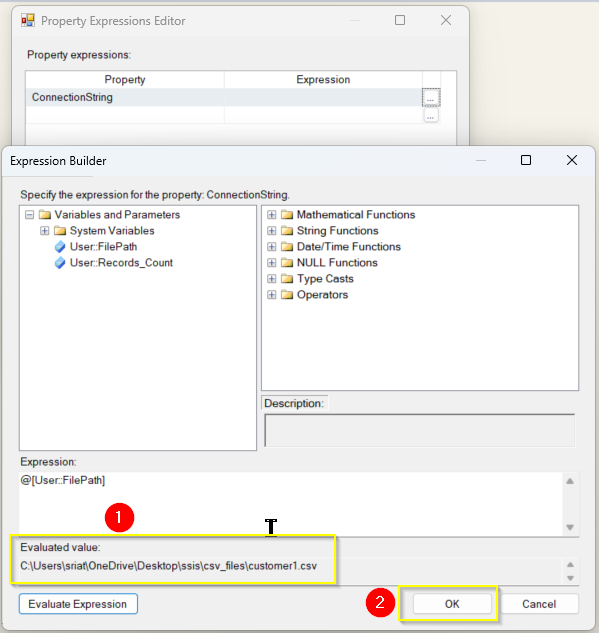 Property Expressions Editor
Property expressions:
Property Expression
ConnectionString
...
...
Expression Builder
Specify the expression for the property: ConnectionString.
Variables and Parameters
System Variables
User::FilePath
User::Records_Count
Mathematical Functions
String Functions
Date/Time Functions
NULL Functions
Type Casts
Operators
Description:
Expression:
@[User::FilePath]
1
Evaluated value:
C:\Users\sriat\OneDrive\Desktop\ssis\csv_files\customer1.csv
Evaluate Expression
2
OK
Cancel